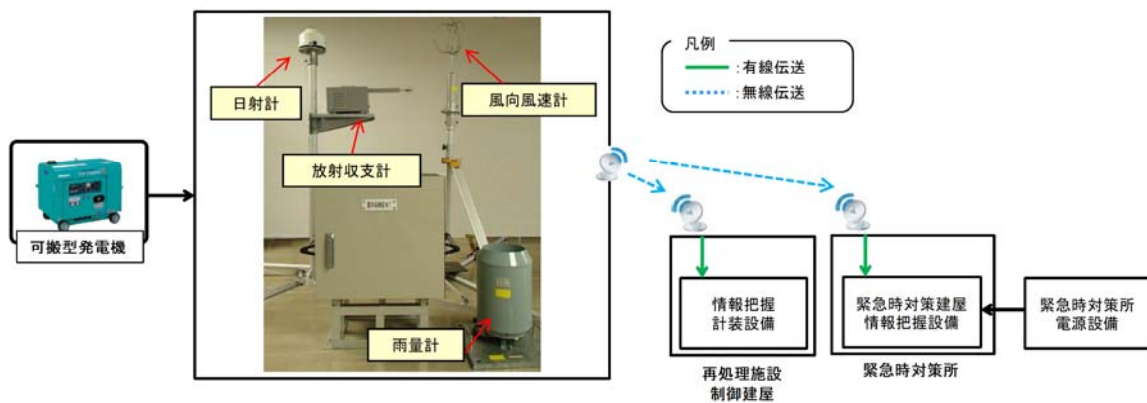 凡例
:有線伝送
:無線伝送
日射計
風向風速計
放射収支計
雨量計
可搬型発電機
情報把握
計装設備
再処理施設
制御建屋
緊急時対策建屋
情報把握設備
緊急時対策所
緊急時対策所
電源設備